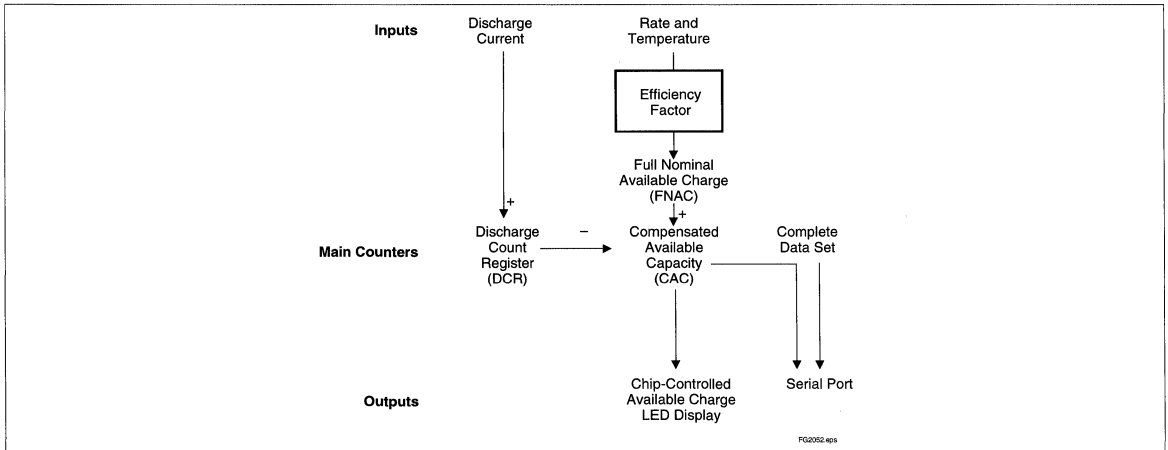 Inputs
Discharge
Current
Rate and
Temperature
Efficiency
Factor
Full Nominal
Available Charge
(FNAC)
+
+
Main Counters
Discharge
Count
Register
(DCR)
–
Compensated
Available
Capacity
(CAC)
Complete
Data Set
Outputs
Chip-Controlled
Available Charge
LED Display
Serial Port
FG2052.eps